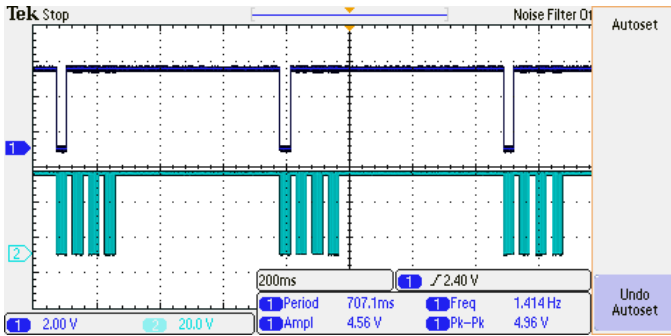 Tek Stop Noise Filter Of
Autoset
1
2
200ms 1 2.40 V
1 Period 707.1ms 1 Freq 1.414 Hz
1 Ampl 4.56 V 1 Pk-Pk 4.96 V
1 2.00 V 2 20.0 V
Undo
Autoset